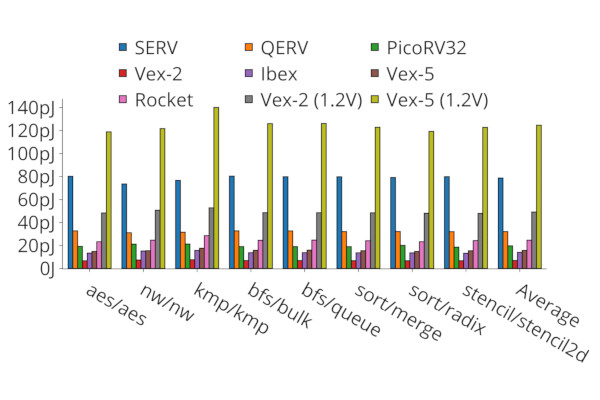 SERV QERV PicoRV32
Vex-2 Ibex Vex-5
Rocket Vex-2 (1.2V) Vex-5 (1.2V)
140pJ
120pJ
100pJ
80pJ
60pJ
40pJ
20pJ
0J
aes/aes nw/nw kmp/kmp bfs/bulk bfs/queue sort/merge sort/radix stencil/stencil2d Average